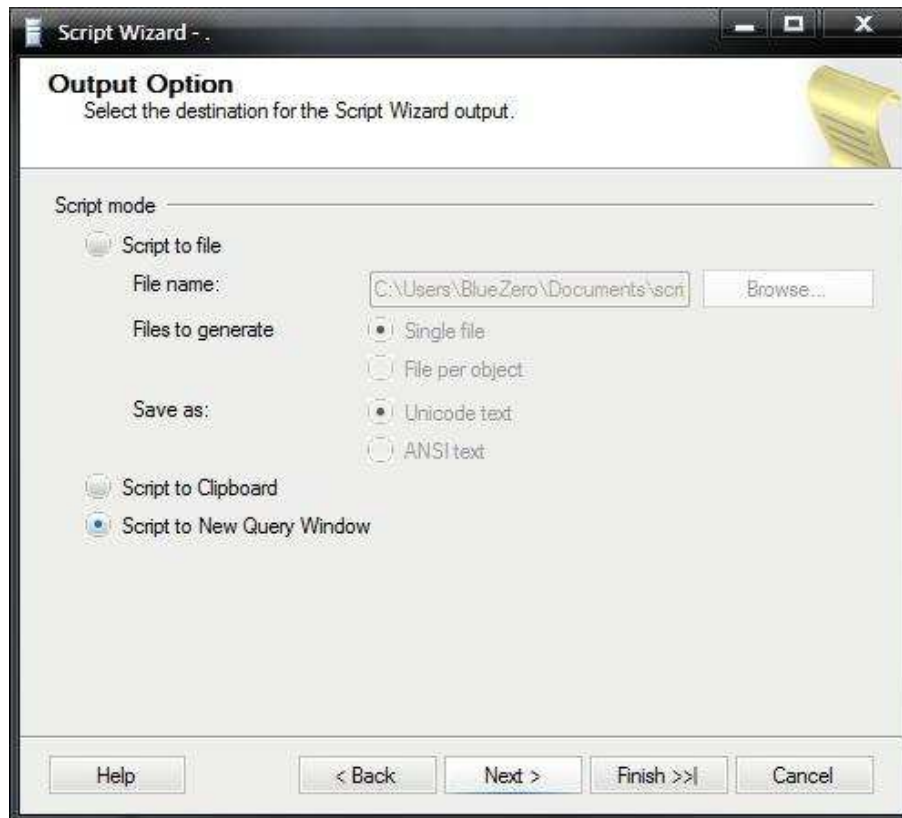 Script Wizard - .
Output Option
Select the destination for the Script Wizard output.
Script mode
Script to file
File name: C:\Users\BlueZero\Documents\scri Browse...
Files to generate Single file
File per object
Save as: Unicode text
ANSI text
Script to Clipboard
Script to New Query Window
Help < Back Next > Finish >>| Cancel